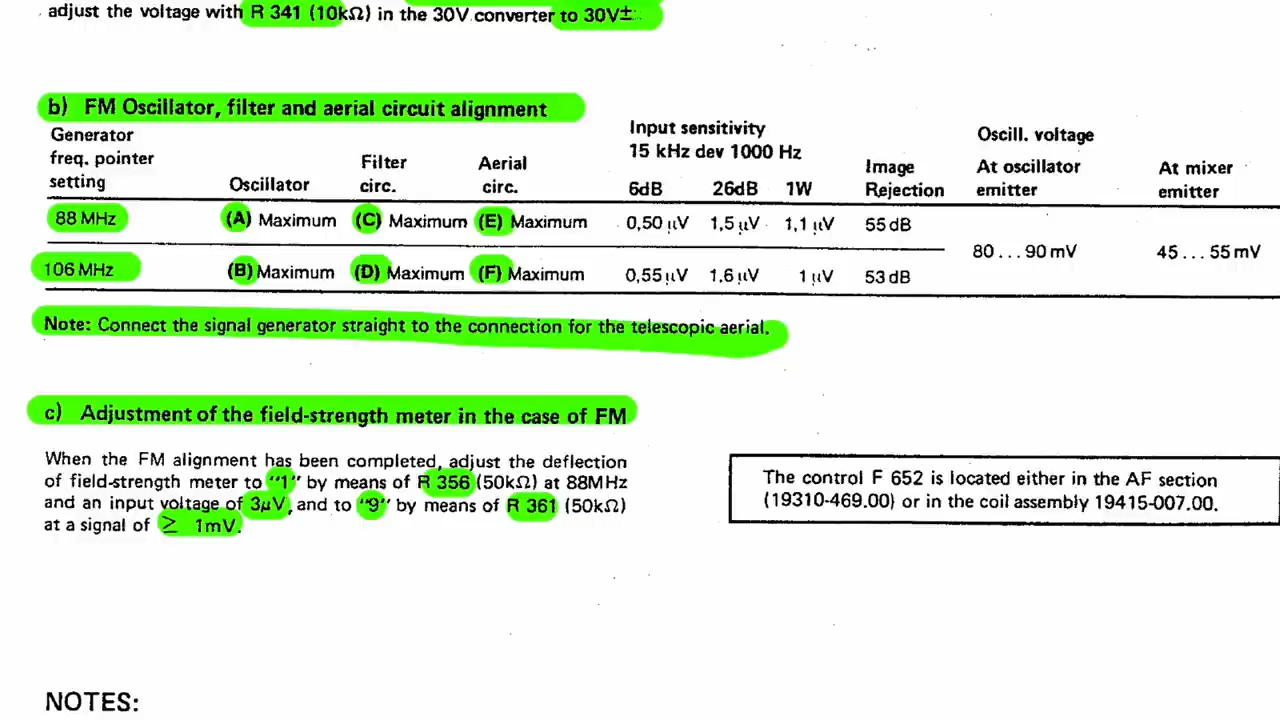 adjust the voltage with R 341 (10kΩ) in the 30V converter to 30V±
b) FM Oscillator, filter and aerial circuit alignment
Generator
freq. pointer
setting
Oscillator
Filter
circ.
Aerial
circ.
Input sensitivity
15 kHz dev 1000 Hz
6dB 26dB 1W
Image
Rejection
Oscill. voltage
At oscillator
emitter
At mixer
emitter
88 MHz (A) Maximum (C) Maximum (E) Maximum 0,50 µV 1,5 µV 1,1 µV 55 dB
80...90 mV 45...55 mV
106 MHz (B) Maximum (D) Maximum (F) Maximum 0,55 µV 1,6 µV 1 µV 53 dB
Note: Connect the signal generator straight to the connection for the telescopic aerial.
c) Adjustment of the field-strength meter in the case of FM
When the FM alignment has been completed, adjust the deflection
of field-strength meter to "1" by means of R 356 (50kΩ) at 88MHz
and an input voltage of 3µV, and to "9" by means of R 361 (50kΩ)
at a signal of ≥ 1mV.
The control F 652 is located either in the AF section
(19310-469.00) or in the coil assembly 19415-007.00.
NOTES: